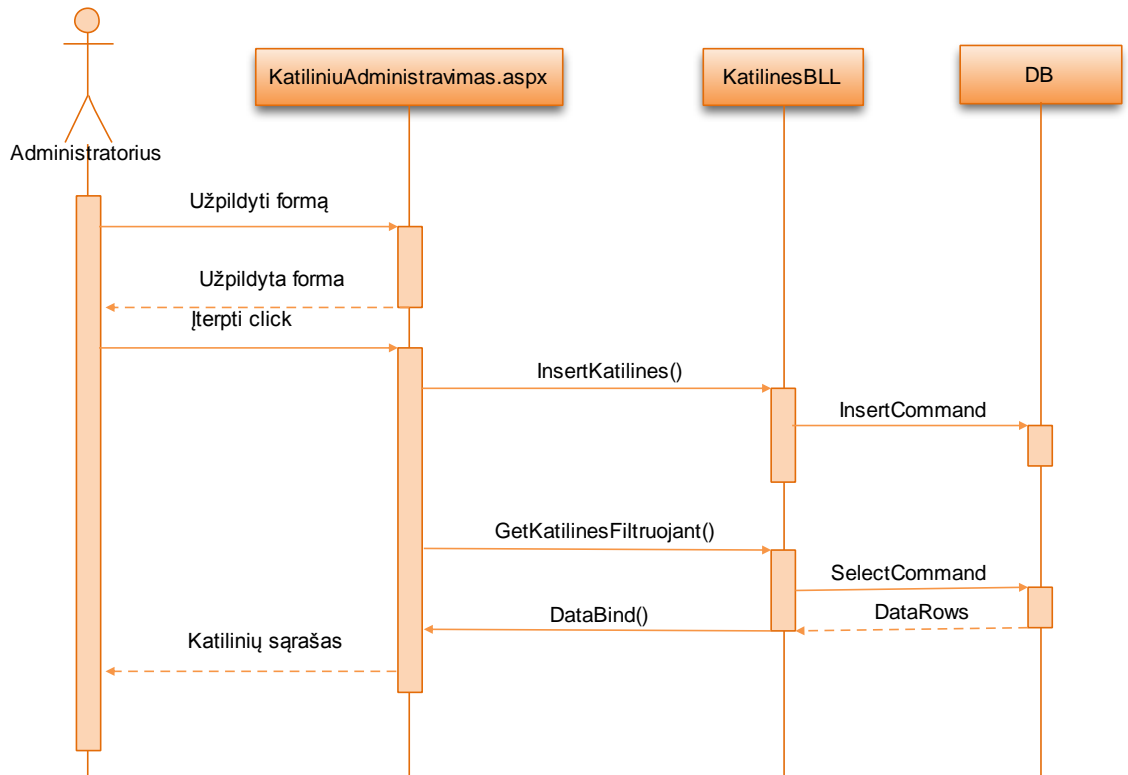 KatiliniuAdministravimas.aspx
KatilinesBLL
DB
Administratorius
Užpildyti formą
Užpildyta forma
Įterpti click
InsertKatilines()
InsertCommand
GetKatilinesFiltruojant()
SelectCommand
DataBind()
DataRows
Katilinių sąrašas